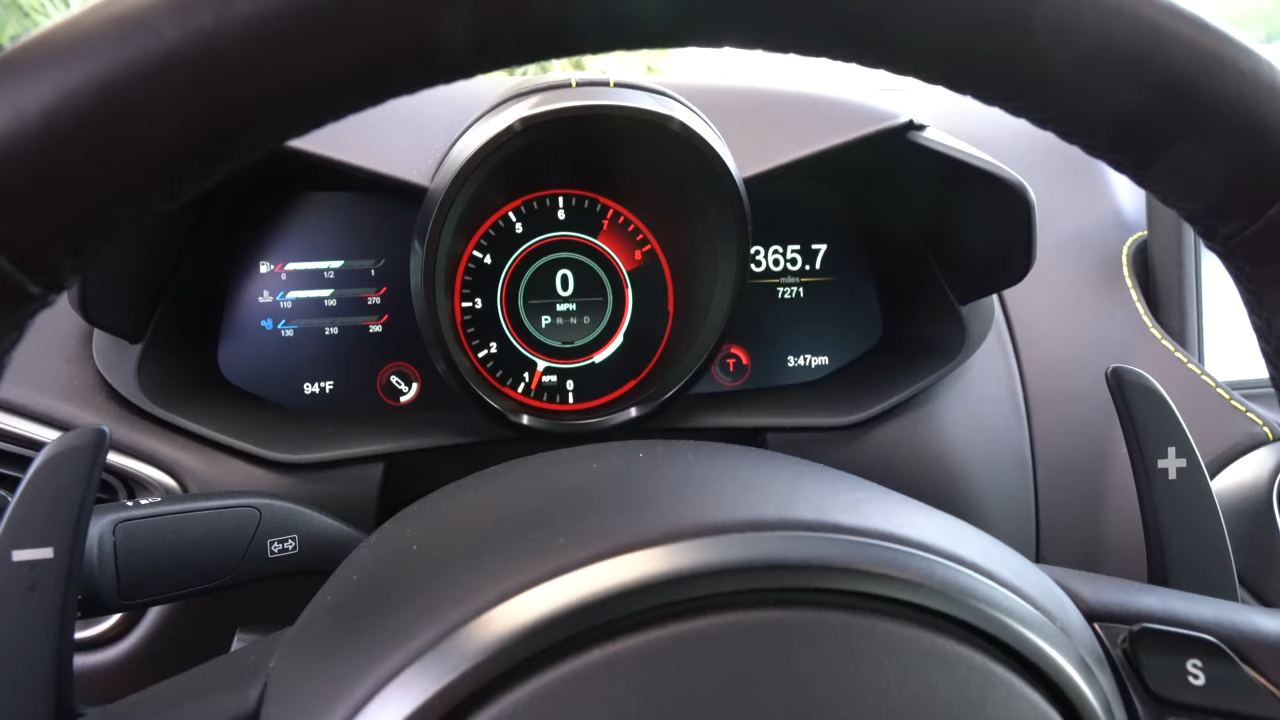 0 1/2 1
110 190 270
130 210 290
94°F
0 1 2 3 4 5 6 7 8
RPM
0
MPH
P R N D
365.7
miles
7271
T
3:47pm
−
+
S